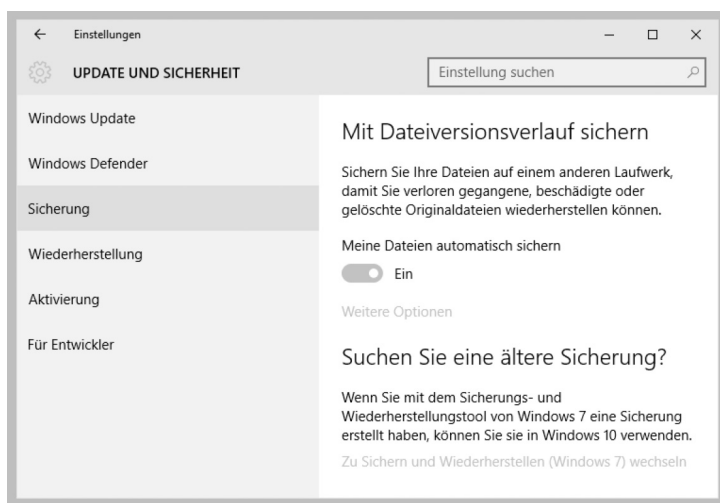 Einstellungen
UPDATE UND SICHERHEIT
Einstellung suchen
Windows Update
Windows Defender
Sicherung
Wiederherstellung
Aktivierung
Für Entwickler
Mit Dateiversionsverlauf sichern
Sichern Sie Ihre Dateien auf einem anderen Laufwerk,
damit Sie verloren gegangene, beschädigte oder
gelöschte Originaldateien wiederherstellen können.
Meine Dateien automatisch sichern
Ein
Weitere Optionen
Suchen Sie eine ältere Sicherung?
Wenn Sie mit dem Sicherungs- und
Wiederherstellungstool von Windows 7 eine Sicherung
erstellt haben, können Sie sie in Windows 10 verwenden.
Zu Sichern und Wiederherstellen (Windows 7) wechseln